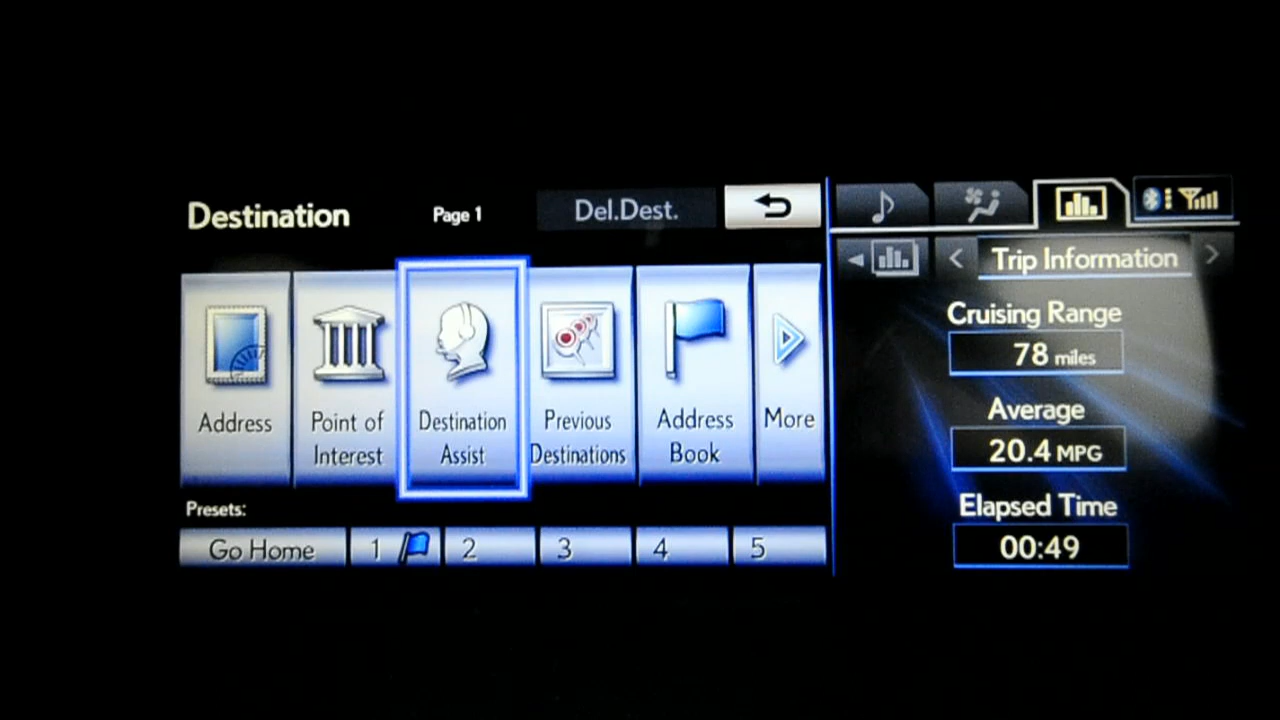 Destination
Page 1
Del.Dest.
Address
Point of
Interest
Destination
Assist
Previous
Destinations
Address
Book
More
Presets:
Go Home
1
2
3
4
5
Trip Information
Cruising Range
78 miles
Average
20.4 MPG
Elapsed Time
00:49